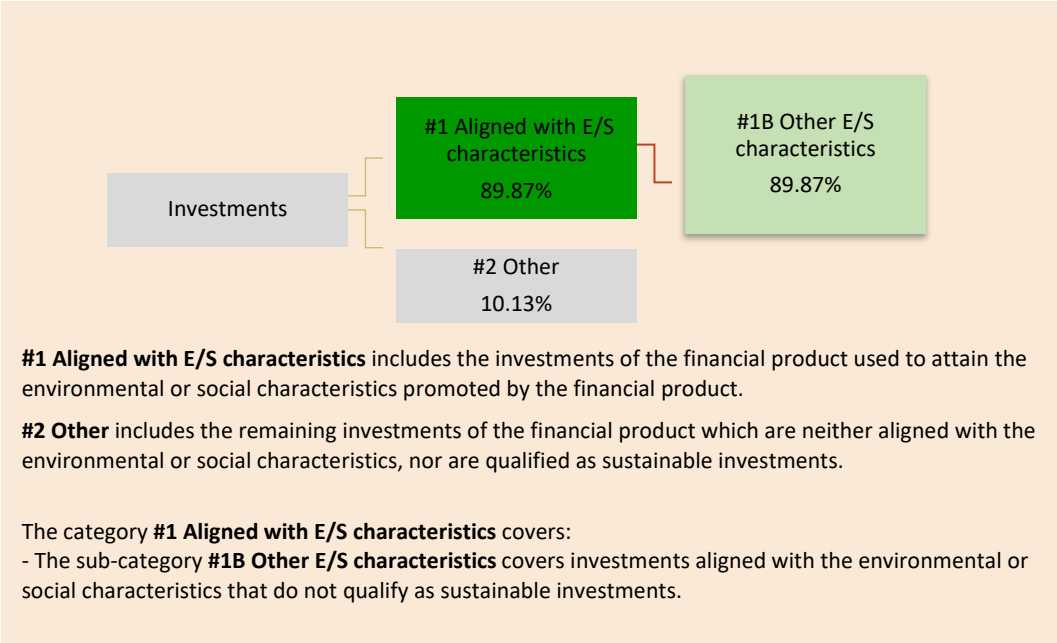 Investments
#1 Aligned with E/S
characteristics
89.87%
#1B Other E/S
characteristics
89.87%
#2 Other
10.13%
#1 Aligned with E/S characteristics includes the investments of the financial product used to attain the
environmental or social characteristics promoted by the financial product.
#2 Other includes the remaining investments of the financial product which are neither aligned with the
environmental or social characteristics, nor are qualified as sustainable investments.
The category #1 Aligned with E/S characteristics covers:
- The sub-category #1B Other E/S characteristics covers investments aligned with the environmental or
social characteristics that do not qualify as sustainable investments.